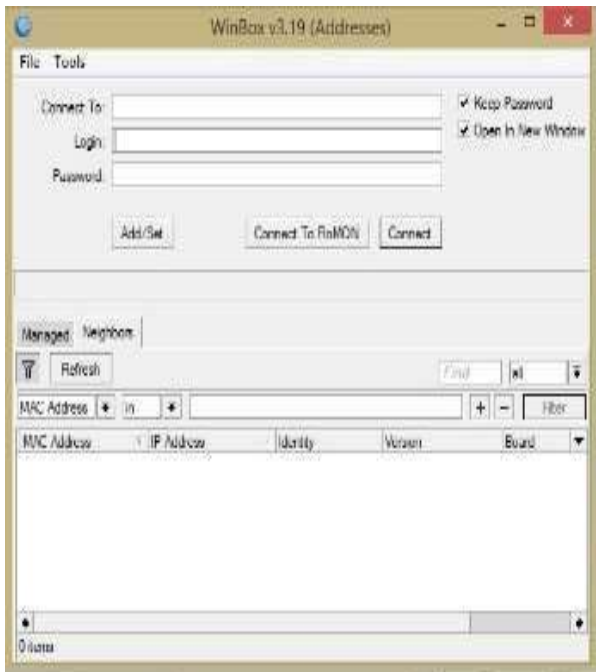 WinBox v3.19 (Addresses)
File Tools
Connect To:
Keep Password
Login:
Open In New Window
Password:
Add/Set
Connect To RoMON
Connect
Managed Neighbors
Refresh
Find
all
MAC Address
in
+
-
Filter
MAC Address
IP Address
Identity
Version
Board
0 items